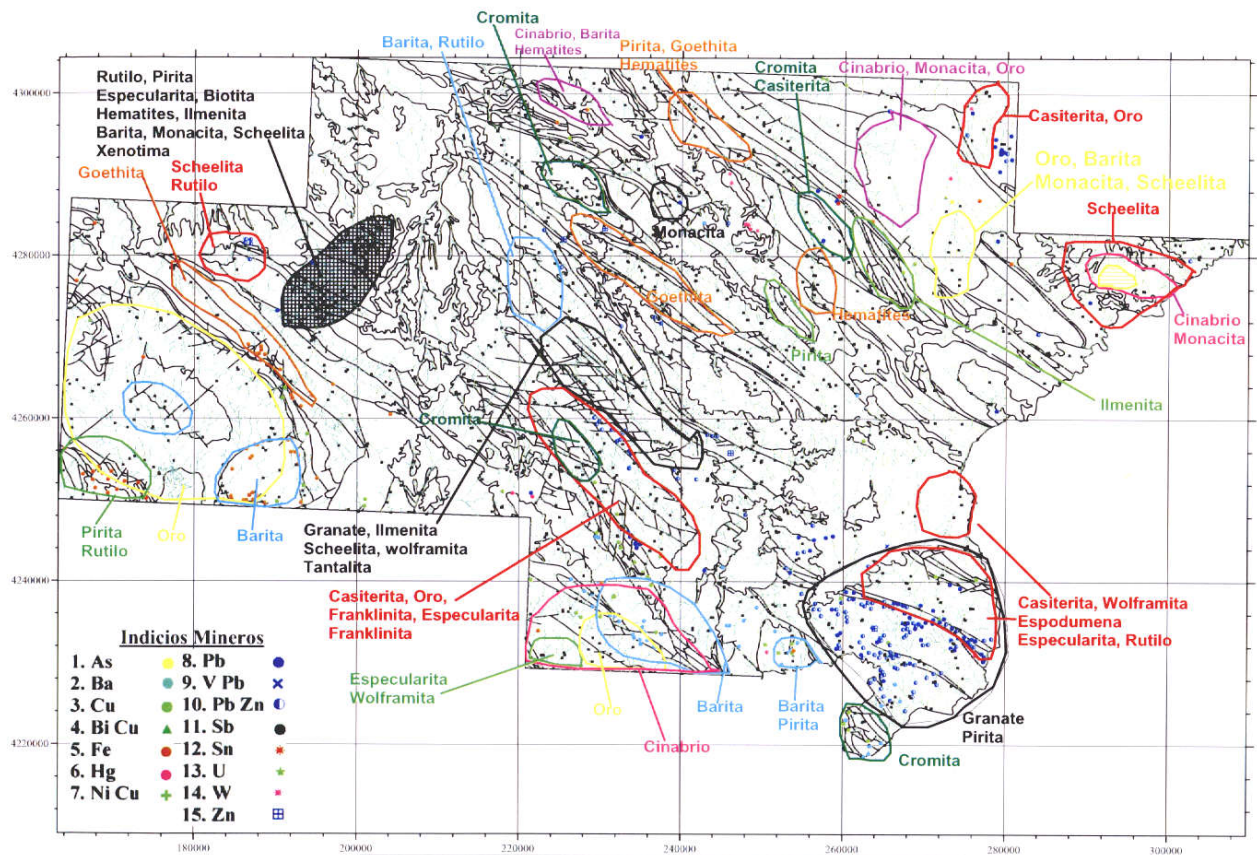 Cromita
Barita, Rutilo
Cinabrio, Barita
Hematites
Pirita, Goethita
Hematites
Cromita
Casiterita
Cinabrio, Monacita, Oro
Casiterita, Oro
Rutilo, Pirita
Especularita, Biotita
Hematites, Ilmenita
Barita, Monacita, Scheelita
Xenotima
Goethita
Scheelita
Rutilo
Oro, Barita
Monacita, Scheelita
Scheelita
Monacita
Goethita
Hematites
Pirita
Cinabrio
Monacita
Ilmenita
Cromita
Pirita
Rutilo
Oro
Barita
Granate, Ilmenita
Scheelita, wolframita
Tantalita
Casiterita, Oro,
Franklinita, Especularita
Franklinita
Casiterita, Wolframita
Espodumena
Especularita, Rutilo
Especularita
Wolframita
Oro
Barita
Barita
Pirita
Granate
Pirita
Cinabrio
Cromita
Indicios Mineros
1. As
2. Ba
3. Cu
4. Bi Cu
5. Fe
6. Hg
7. Ni Cu
8. Pb
9. V Pb
10. Pb Zn
11. Sb
12. Sn
13. U
14. W
15. Zn
4300000
4280000
4260000
4240000
4220000
180000
200000
220000
240000
260000
280000
300000